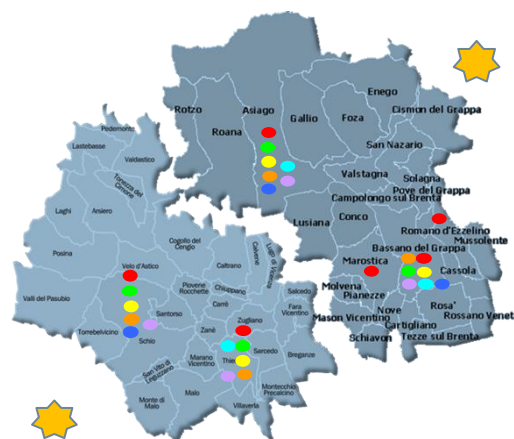 Enego
Rotzo
Asiago
Cismon del Grappa
Gallio
Foza
Roana
San Nazario
Pedemonte
Lastebasse
Valdastico
Valstagna
Solagna
Tonezza del
Cimone
Pove del Grappa
Campolongo sul Brenta
Laghi
Arsiero
Lusiana
Conco
Romano d'Ezzelino
Mussolente
Cogollo del
Cengio
Bassano del Grappa
Calvene
Lugo di Vicenza
Posina
Velo d'Astico
Caltrano
Marostica
Cassola
Molvena
Pianezze
Valli del Pasubio
Piovene
Rocchette
Chiuppano
Salcedo
Carrè
Fara
Vicentino
Rosa'
Nove
Rossano Venet
Mason Vicentino
Santorso
Zugliano
Cartigliano
Torrebelvicino
Zanè
Schiavon
Tezze sul Brenta
Schio
Sarcedo
Breganze
Marano
Vicentino
Thie
San Vito di
Leguzzano
Montecchio
Precalcino
Malo
Monte di
Malo
Villaverla